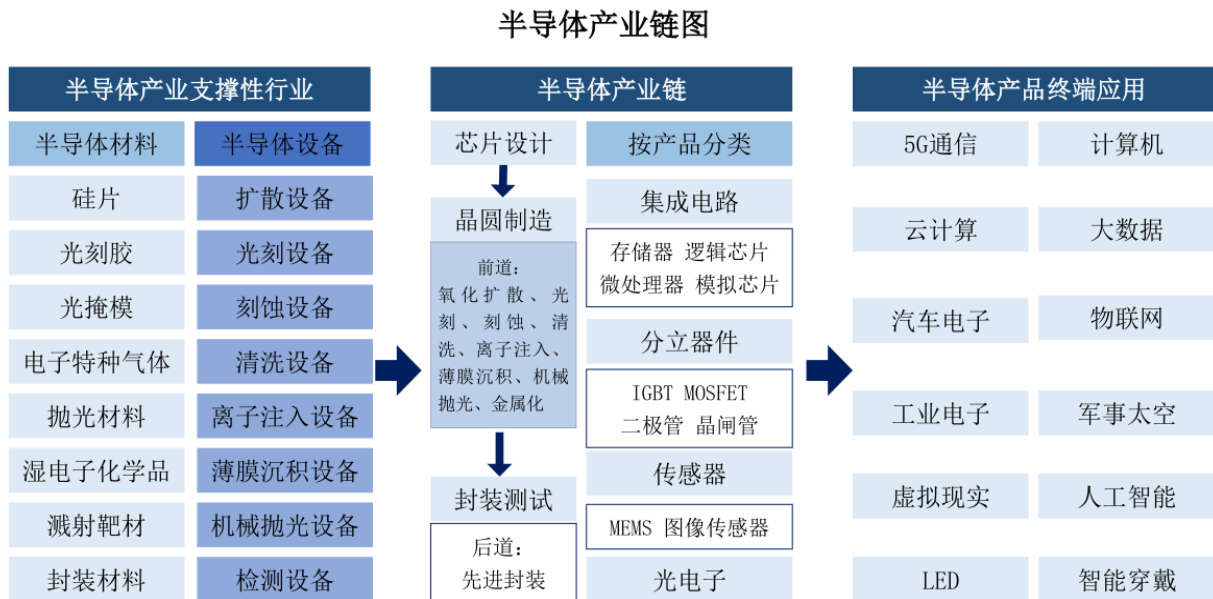 半导体产业链图
半导体产业支撑性行业
半导体材料
硅片
光刻胶
光掩模
电子特种气体
抛光材料
湿电子化学品
溅射靶材
封装材料
半导体设备
扩散设备
光刻设备
刻蚀设备
清洗设备
离子注入设备
薄膜沉积设备
机械抛光设备
检测设备
半导体产业链
芯片设计
晶圆制造
前道：
氧化扩散、光
刻、刻蚀、清
洗、离子注入、
薄膜沉积、机械
抛光、金属化
封装测试
后道：
先进封装
按产品分类
集成电路
存储器 逻辑芯片
微处理器 模拟芯片
分立器件
IGBT MOSFET
二极管 晶闸管
传感器
MEMS 图像传感器
光电子
半导体产品终端应用
5G通信
计算机
云计算
大数据
汽车电子
物联网
工业电子
军事太空
虚拟现实
人工智能
LED
智能穿戴